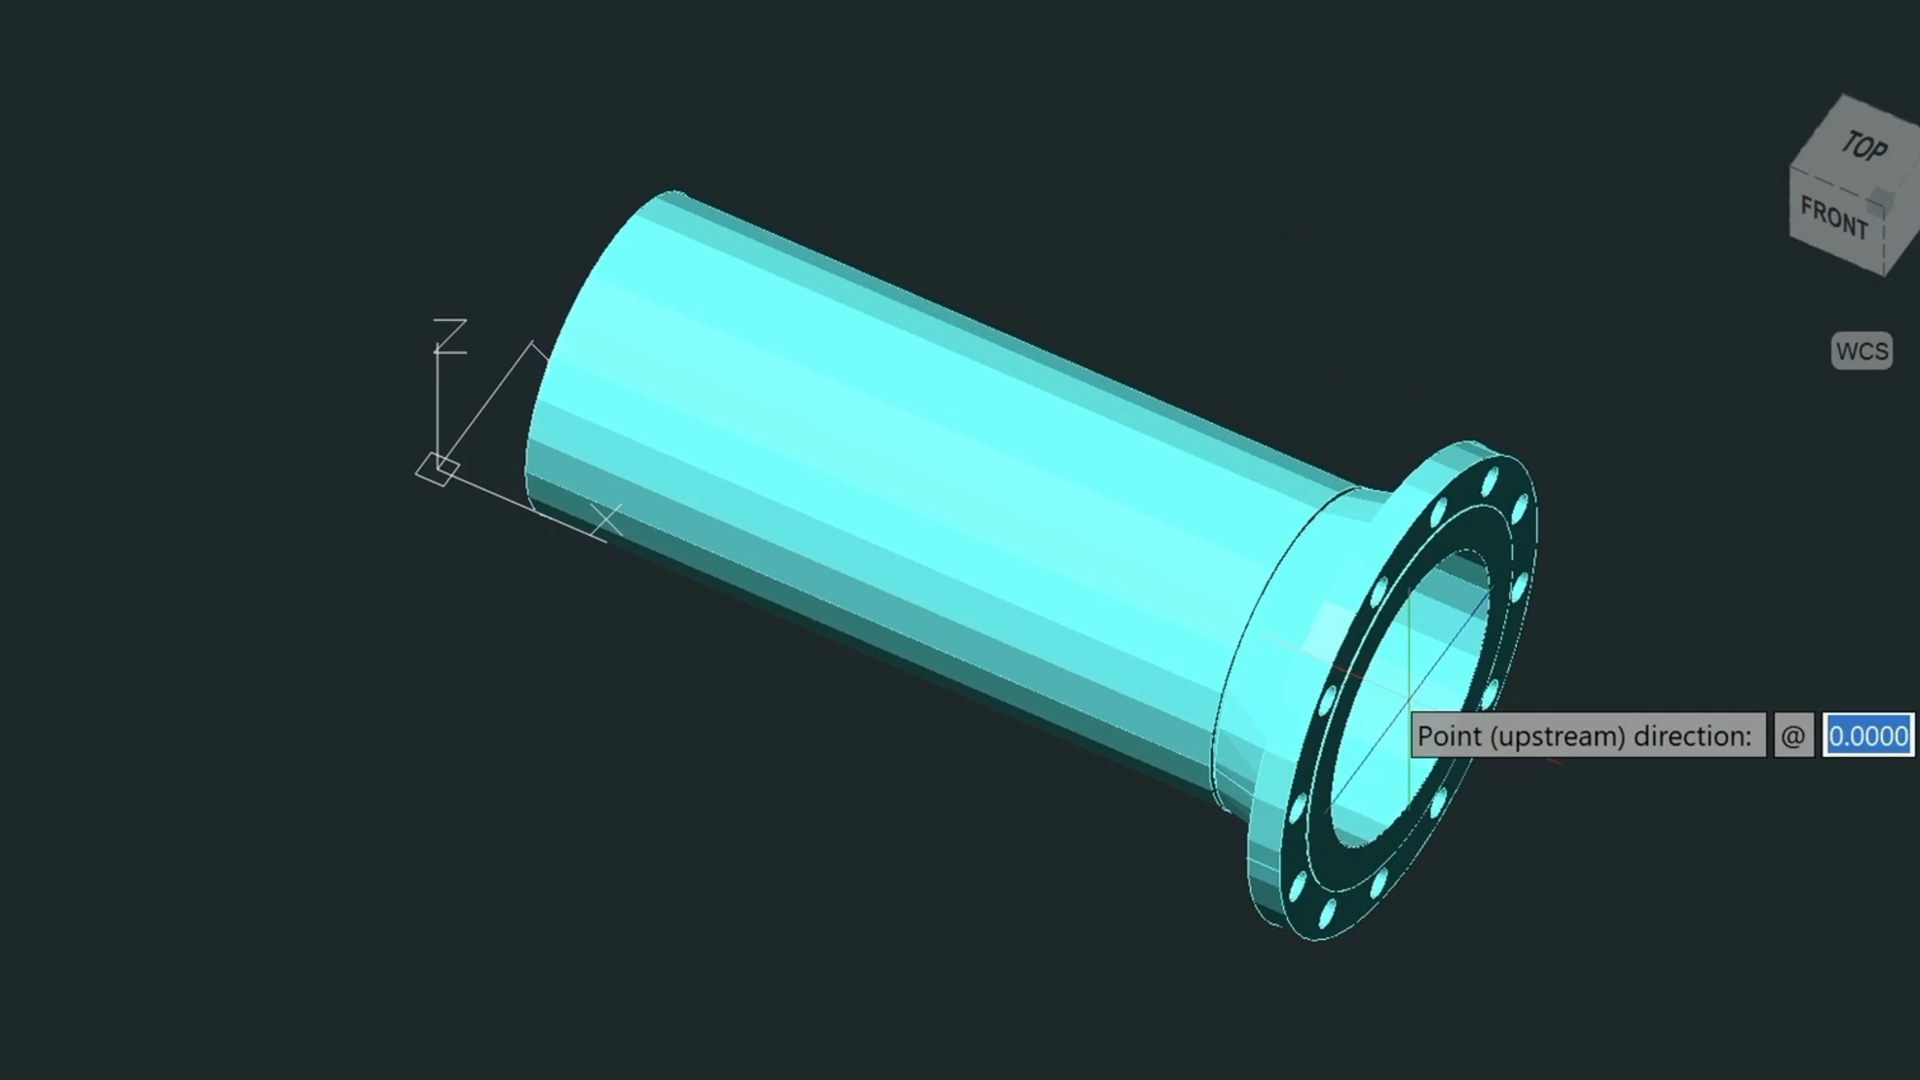 TOP
FRONT
WCS
Z
X
Point (upstream) direction: @ 0.0000